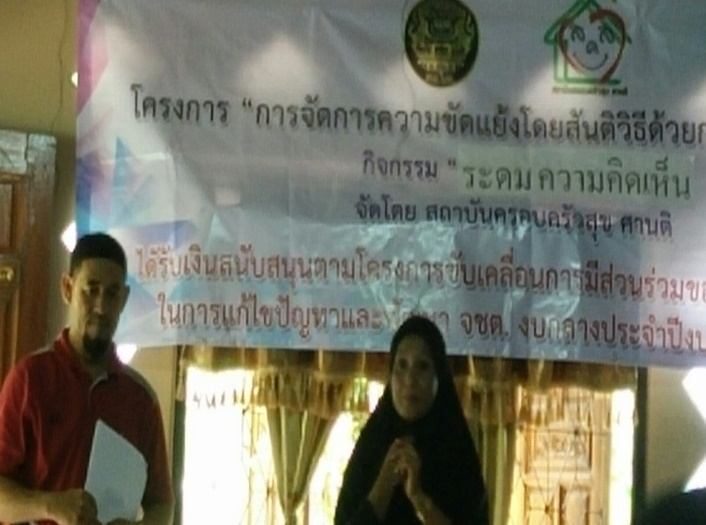 โครงการ "การจัดการความขัดแย้งโดยสันติวิธีด้วย
กิจกรรม "ระดมความคิดเห็น
จัดโดย สถาบันครอบครัวสุข ศานติ
ได้รับเงินสนับสนุนตามโครงการขับเคลื่อนการมีส่วนร่วม
ในการแก้ไขปัญหาและ จชต. งบกลางประจำปีงบ